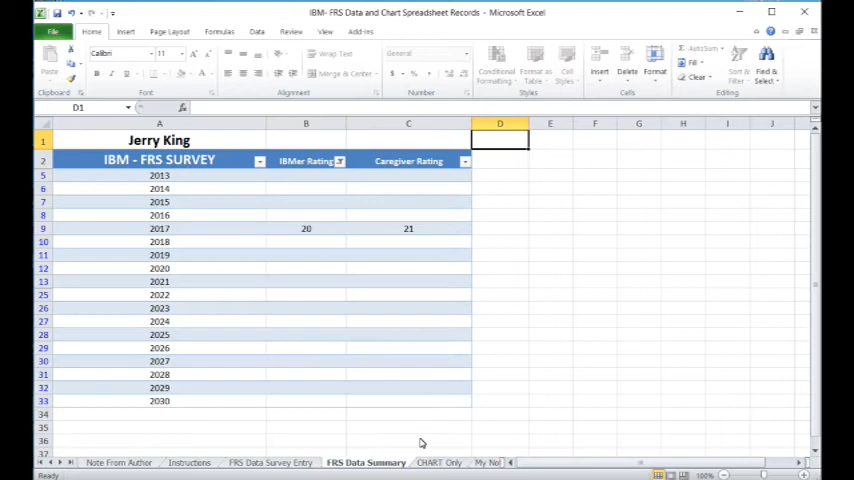 IBM- FRS Data and Chart Spreadsheet Records - Microsoft Excel
File Home Insert Page Layout Formulas Data Review View Add-Ins
Paste
Calibri 11
Wrap Text
Merge & Center
General
$ %
Conditional Formatting
Format as Table
Cell Styles
Insert Delete Format
Σ AutoSum
Fill
Clear
Sort & Filter
Find & Select
Clipboard Font Alignment Number Styles Cells Editing
D1 fx
A B C D E F G H I J
1 Jerry King
2 IBM - FRS SURVEY IBMer Rating Caregiver Rating
5 2013
6 2014
7 2015
8 2016
9 2017 20 21
10 2018
11 2019
12 2020
13 2021
25 2022
26 2023
27 2024
28 2025
29 2026
30 2027
31 2028
32 2029
33 2030
34
35
36
37
Note From Author Instructions FRS Data Survey Entry FRS Data Summary CHART Only My Not
Ready 100%